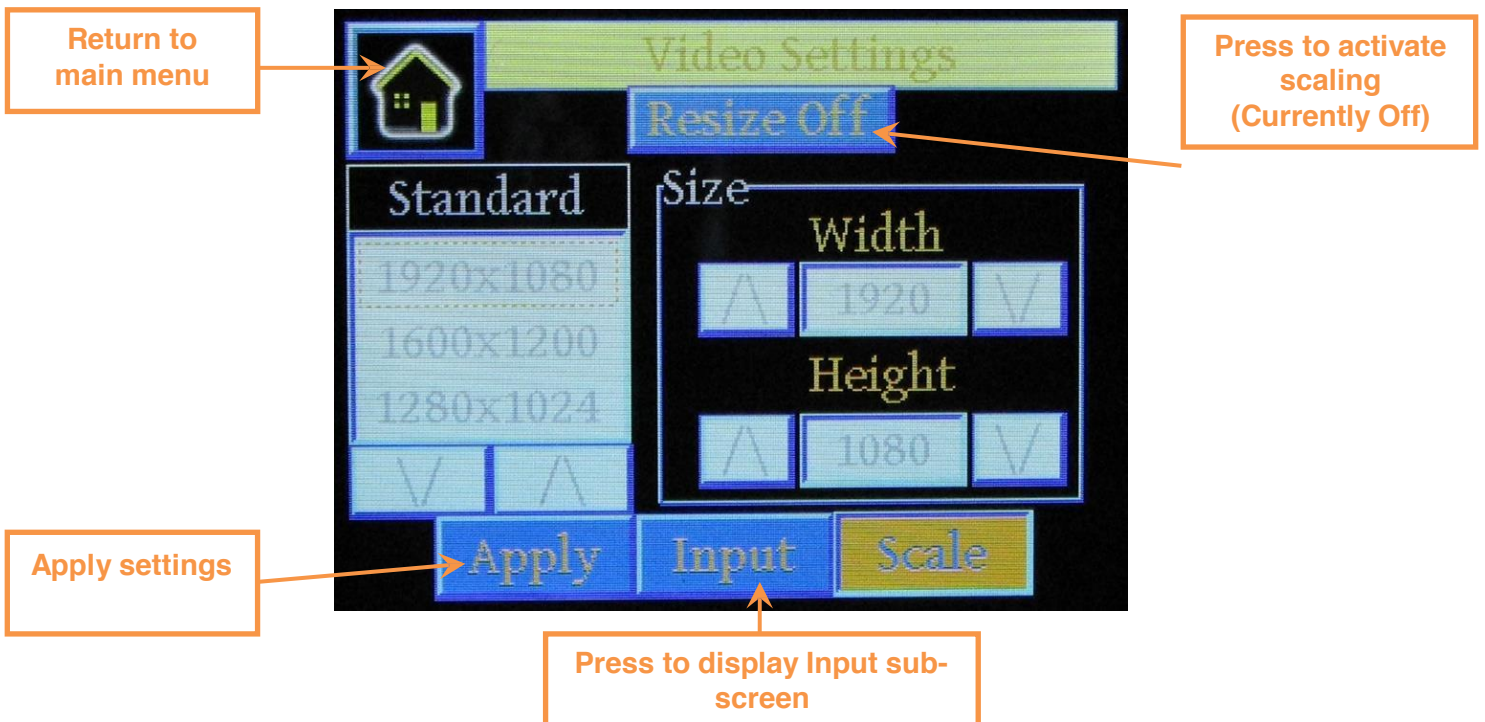 Return to
main menu
Video Settings
Press to activate
scaling
(Currently Off)
Resize Off
Standard
Size
Width
1920x1080
/\ 1920 \/
1600x1200
Height
1280x1024
/\ 1080 \/
\/ /\
Apply settings
Apply Input Scale
Press to display Input sub-
screen